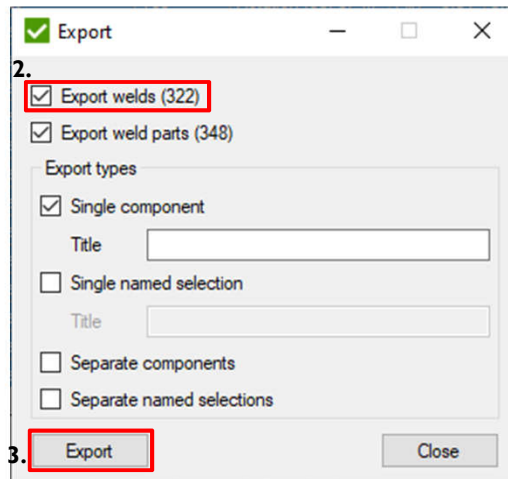 Export
2.
Export welds (322)
Export weld parts (348)
Export types
Single component
Title
Single named selection
Title
Separate components
Separate named selections
3. Export Close